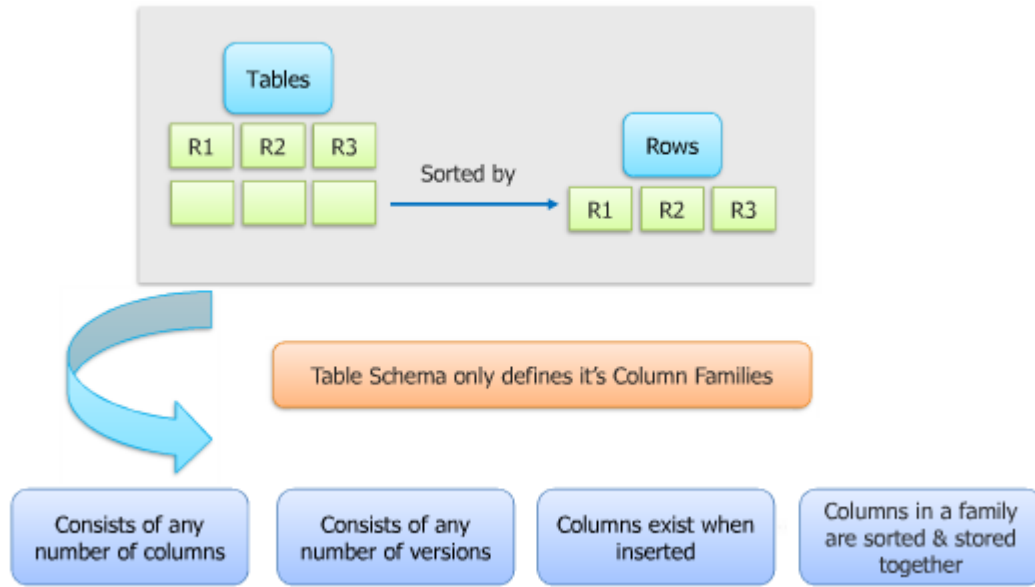 Tables
R1 R2 R3
Sorted by
Rows
R1 R2 R3
Table Schema only defines it's Column Families
Consists of any
number of columns
Consists of any
number of versions
Columns exist when
inserted
Columns in a family
are sorted & stored
together